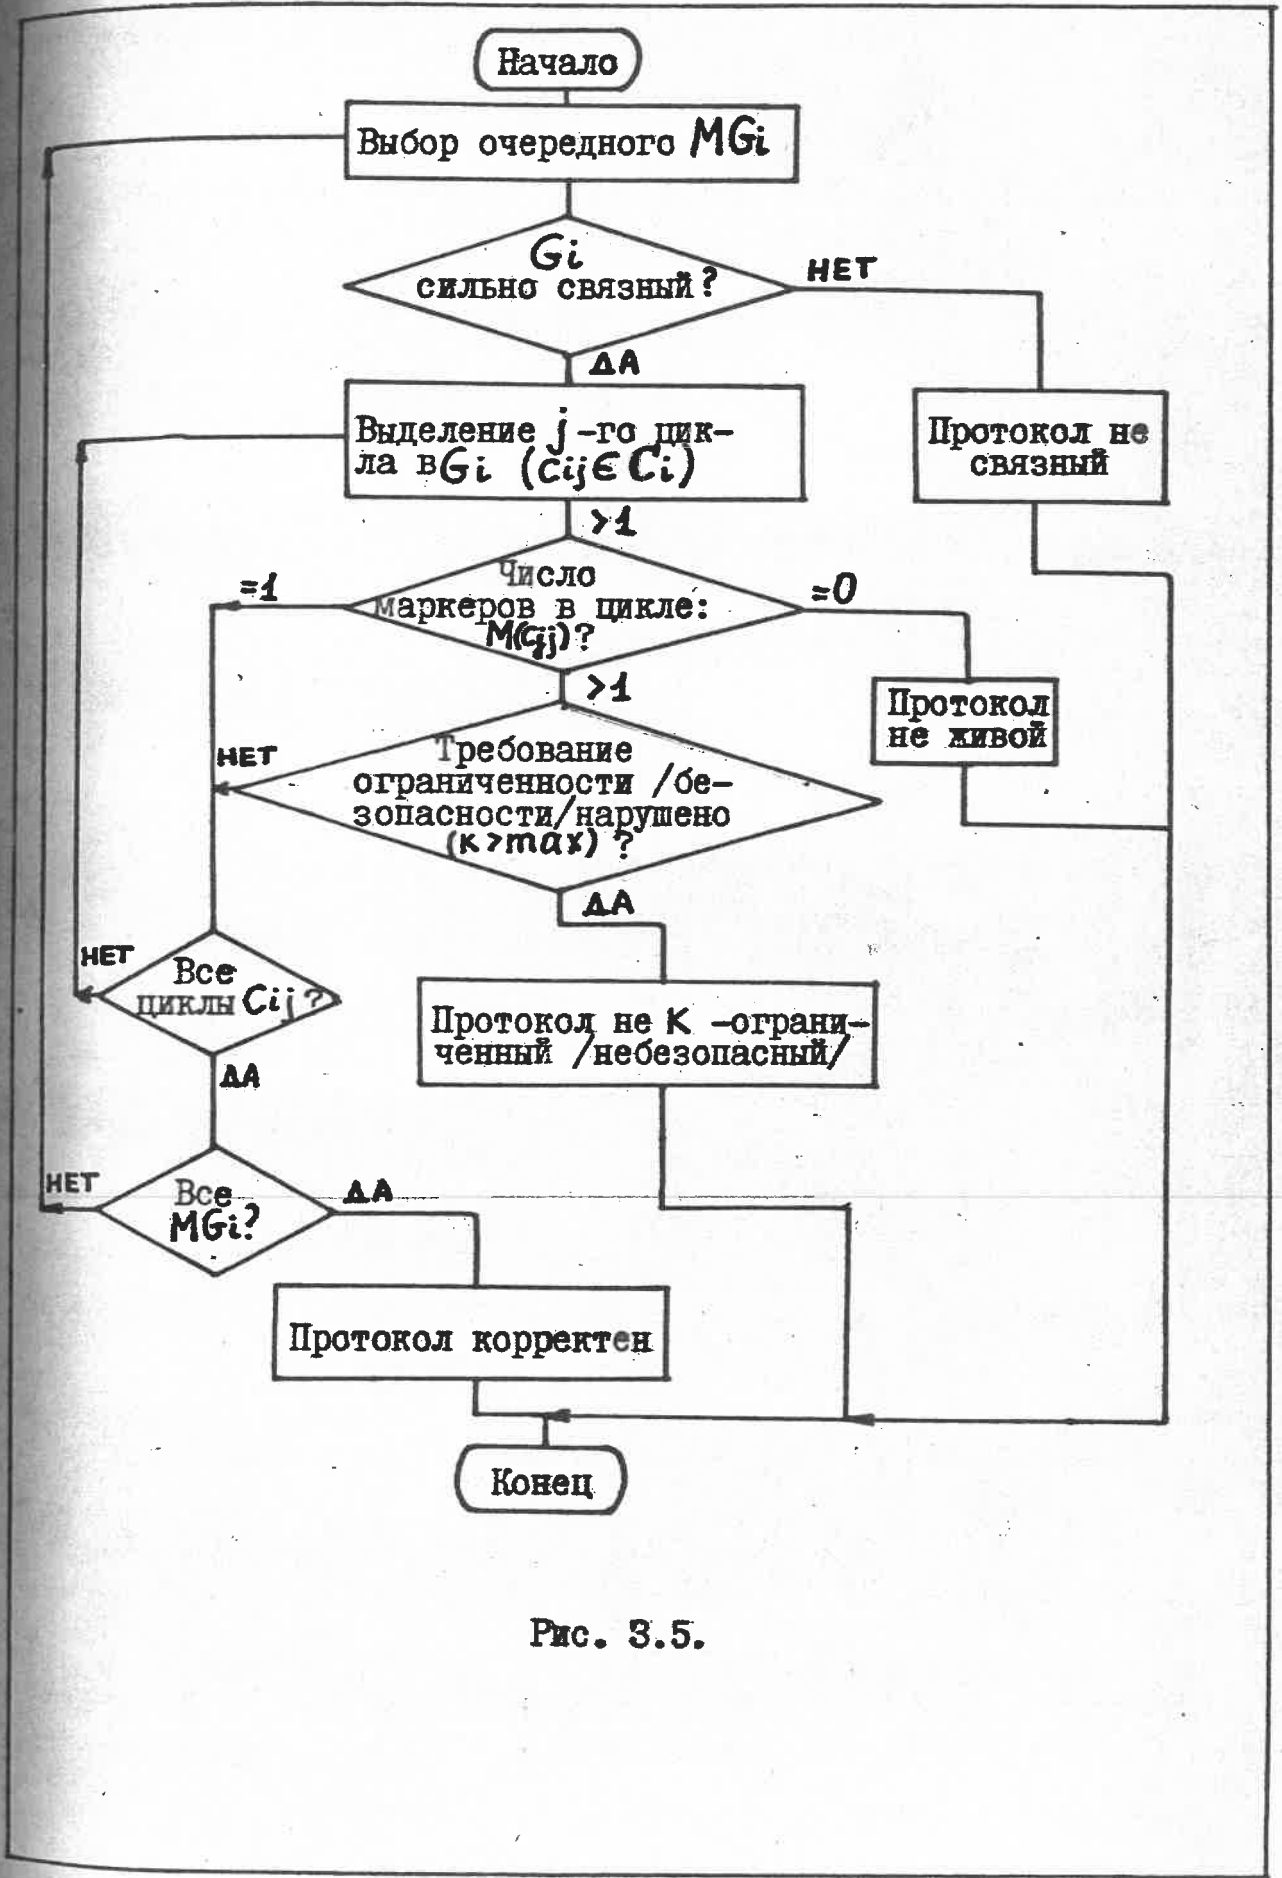 Начало
Выбор очередного MGi
Gi
сильно связный?
НЕТ
ДА
Выделение j-го цик-
ла в Gi (Cij ∈ Ci)
Протокол не
связный
>1
Число
маркеров в цикле:
M(Cij)?
=1
=0
>1
Протокол
не живой
Требование
ограниченности /бе-
зопасности/нарушено
(к>max) ?
НЕТ
ДА
НЕТ
Все
циклы Cij?
Протокол не К -ограни-
ченный /небезопасный/
ДА
НЕТ
Все
MGi?
ДА
Протокол корректен
Конец
Рис. 3.5.